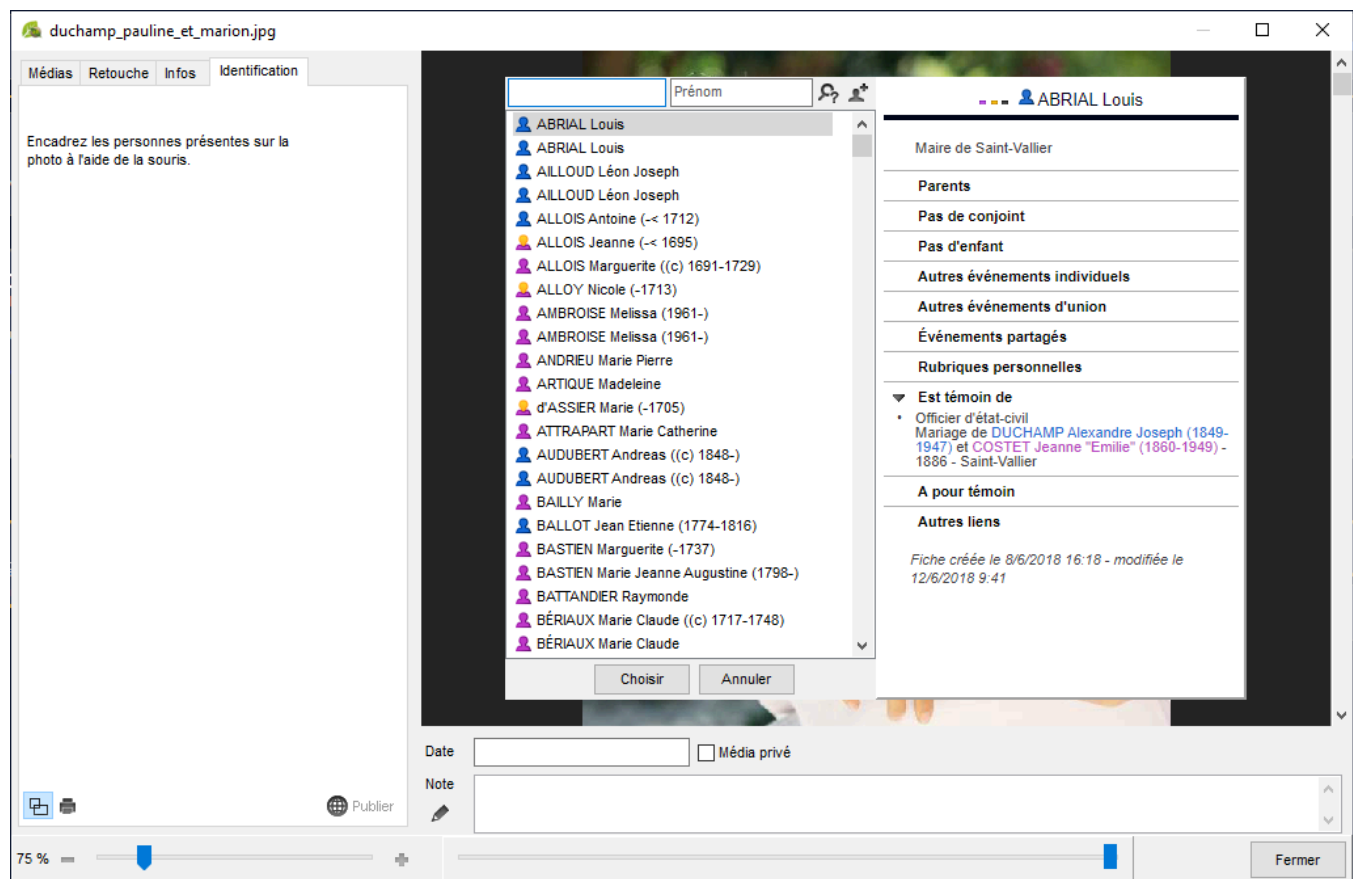 duchamp_pauline_et_marion.jpg
Médias Retouche Infos Identification
Encadrez les personnes présentes sur la
photo à l'aide de la souris.
Prénom
ABRIAL Louis
ABRIAL Louis
AILLOUD Léon Joseph
AILLOUD Léon Joseph
ALLOIS Antoine (-< 1712)
ALLOIS Jeanne (-< 1695)
ALLOIS Marguerite ((c) 1691-1729)
ALLOY Nicole (-1713)
AMBROISE Melissa (1961-)
AMBROISE Melissa (1961-)
ANDRIEU Marie Pierre
ARTIQUE Madeleine
d'ASSIER Marie (-1705)
ATTRAPART Marie Catherine
AUDUBERT Andreas ((c) 1848-)
AUDUBERT Andreas ((c) 1848-)
BAILLY Marie
BALLOT Jean Etienne (1774-1816)
BASTIEN Marguerite (-1737)
BASTIEN Marie Jeanne Augustine (1798-)
BATTANDIER Raymonde
BÉRIAUX Marie Claude ((c) 1717-1748)
BÉRIAUX Marie Claude
Choisir Annuler
ABRIAL Louis
Maire de Saint-Vallier
Parents
Pas de conjoint
Pas d'enfant
Autres événements individuels
Autres événements d'union
Événements partagés
Rubriques personnelles
Est témoin de
• Officier d'état-civil
Mariage de DUCHAMP Alexandre Joseph (1849-
1947) et COSTET Jeanne "Emilie" (1860-1949) -
1886 - Saint-Vallier
A pour témoin
Autres liens
Fiche créée le 8/6/2018 16:18 - modifiée le
12/6/2018 9:41
Date
Média privé
Note
Publier
75 %
Fermer